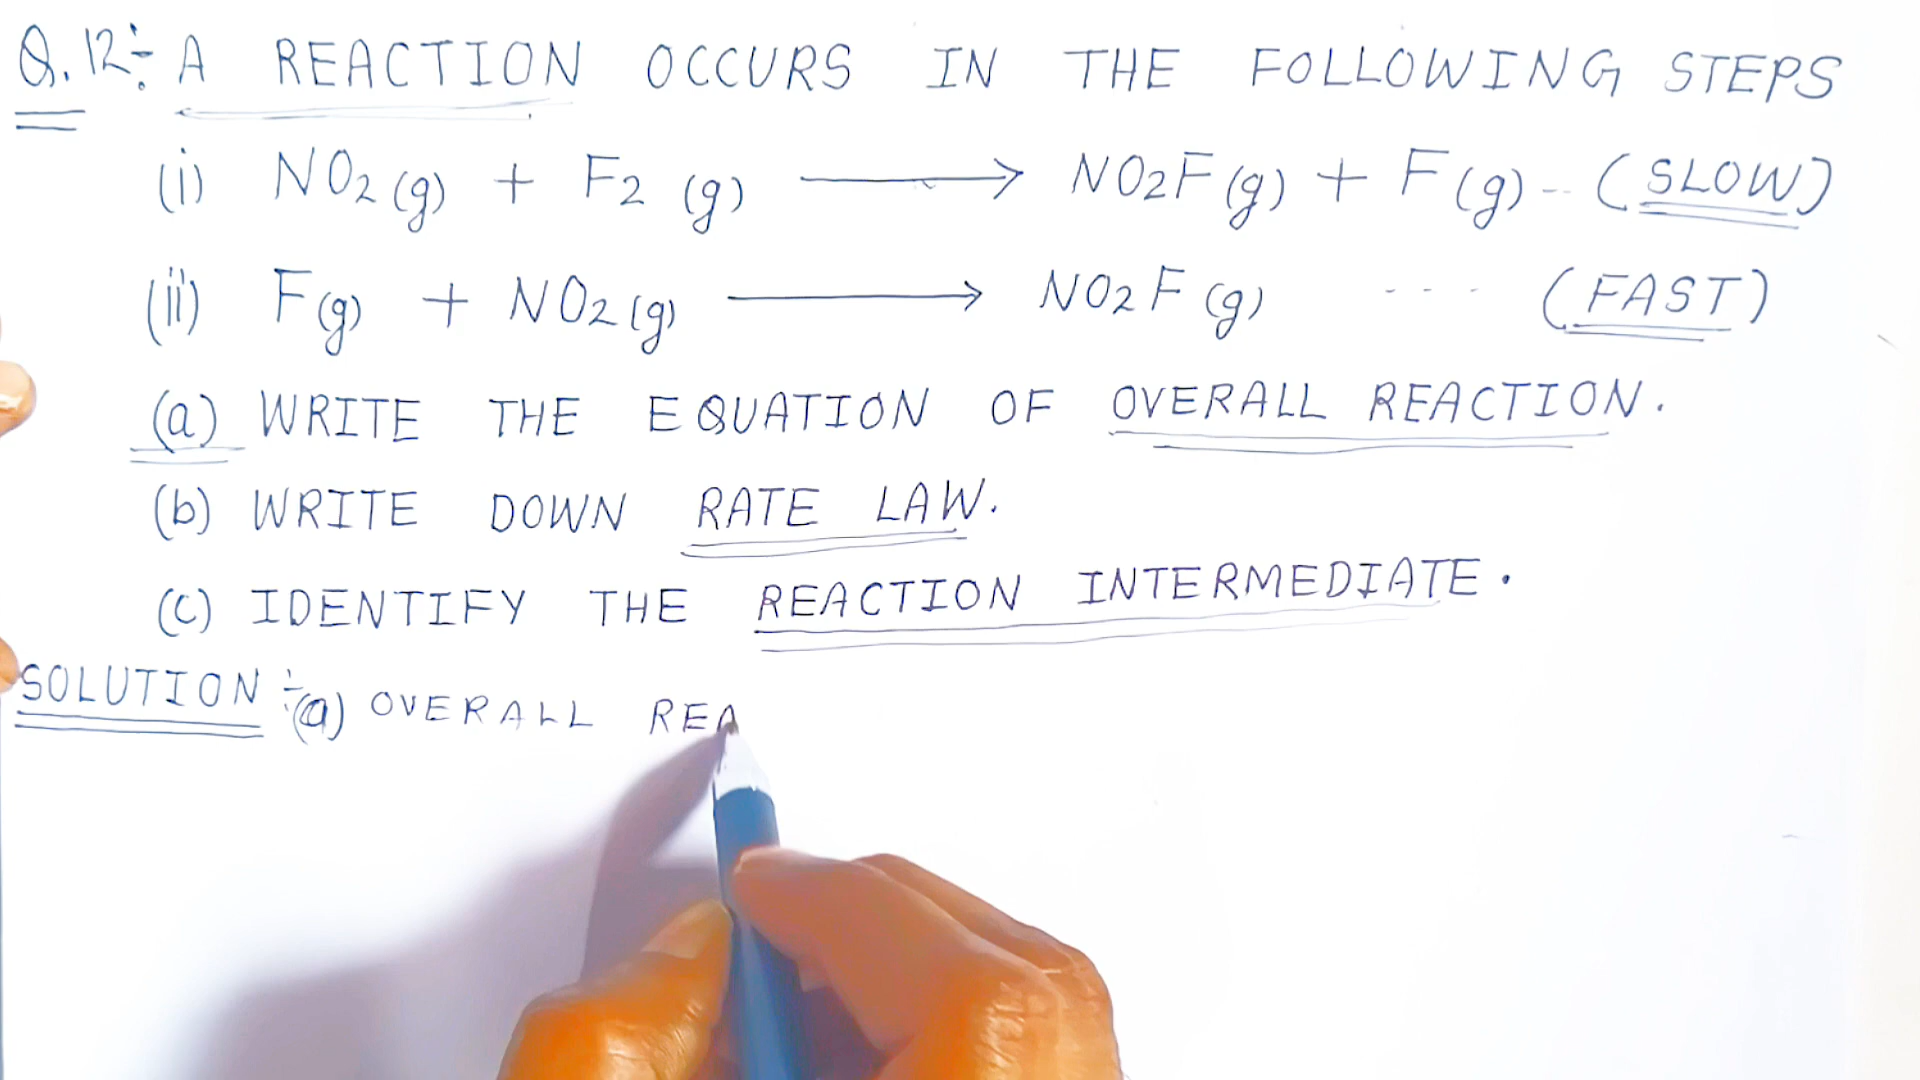 Q.12÷ A REACTION OCCURS IN THE FOLLOWING STEPS
(i) NO2(g) + F2 (g) ⟶ NO2F(g) + F(g) -- (SLOW)
(ii) F(g) + NO2(g) ⟶ NO2F(g) --- (FAST)
(a) WRITE THE EQUATION OF OVERALL REACTION.
(b) WRITE DOWN RATE LAW.
(C) IDENTIFY THE REACTION INTERMEDIATE.
SOLUTION÷(a) OVERALL REA